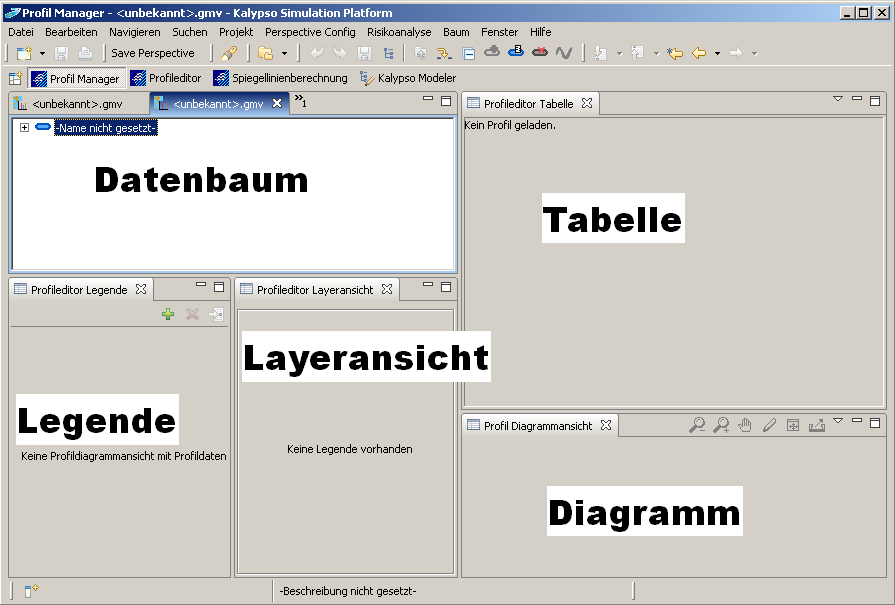 Profil Manager - <unbekannt>.gmv - Kalypso Simulation Platform
Datei Bearbeiten Navigieren Suchen Projekt Perspective Config Risikoanalyse Baum Fenster Hilfe
Save Perspective
Profil Manager Profileditor Spiegellinienberechnung Kalypso Modeler
<unbekannt>.gmv <unbekannt>.gmv »1
-Name nicht gesetzt-
Datenbaum
Profileditor Tabelle
Kein Profil geladen.
Tabelle
Profileditor Legende
Legende
Keine Profildiagrammansicht mit Profildaten
Profileditor Layeransicht
Layeransicht
Keine Legende vorhanden
Profil Diagrammansicht
Diagramm
-Beschreibung nicht gesetzt-